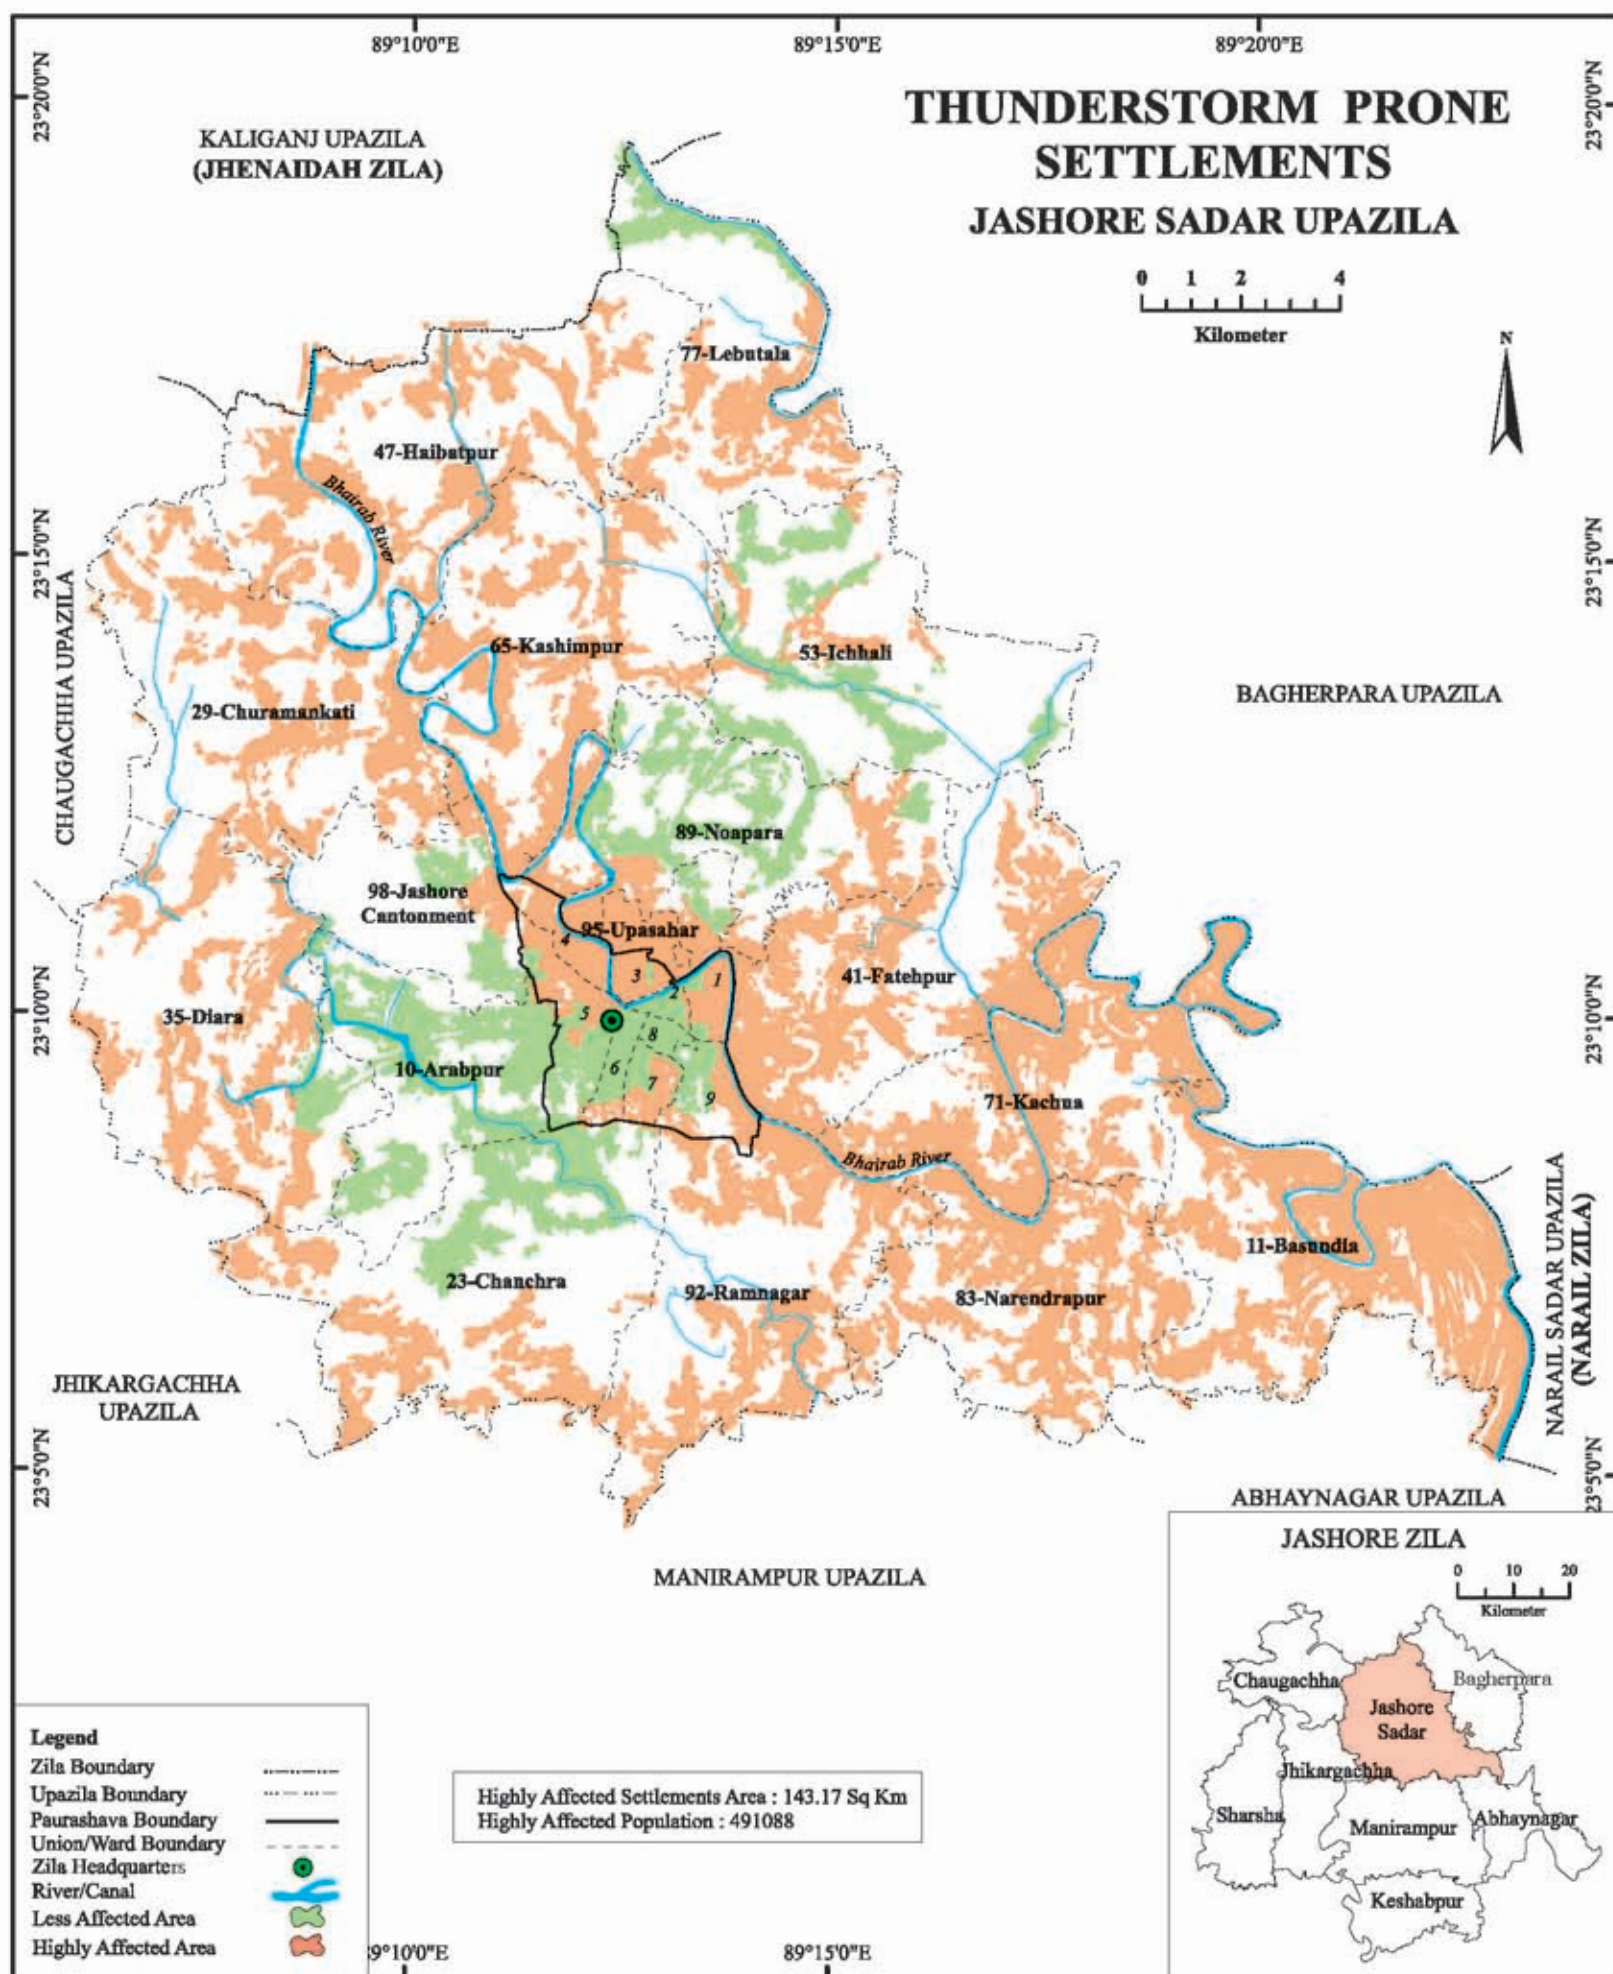 89°10'0"E
89°15'0"E
89°20'0"E
23°20'0"N
23°20'0"N
THUNDERSTORM PRONE
SETTLEMENTS
JASHORE SADAR UPAZILA
KALIGANJ UPAZILA
(JHENAIDAH ZILA)
0 1 2 4
Kilometer
N
77-Lebutala
47-Haibatpur
Bhairab River
23°15'0"N
23°15'0"N
CHAUGACHHA UPAZILA
65-Kashimpur
53-Ichhali
BAGHERPARA UPAZILA
29-Churamankati
89-Noapara
98-Jashore
Cantonment
95-Upasahar
4
3
2
1
41-Fatehpur
23°10'0"N
23°10'0"N
35-Diara
5
8
10-Arabpur
6
7
9
71-Kachua
Bhairab River
11-Basundia
NARAIL SADAR UPAZILA
(NARAIL ZILA)
23-Chanchra
92-Ramnagar
83-Narendrapur
JHIKARGACHHA
UPAZILA
23°5'0"N
23°5'0"N
ABHAYNAGAR UPAZILA
MANIRAMPUR UPAZILA
JASHORE ZILA
0 10 20
Kilometer
Chaugachha
Bagherpara
Jashore
Sadar
Jhikargachha
Sharsha
Manirampur
Abhaynagar
Keshabpur
Legend
Zila Boundary
Upazila Boundary
Paurashava Boundary
Union/Ward Boundary
Zila Headquarters
River/Canal
Less Affected Area
Highly Affected Area
Highly Affected Settlements Area : 143.17 Sq Km
Highly Affected Population : 491088
89°10'0"E
89°15'0"E